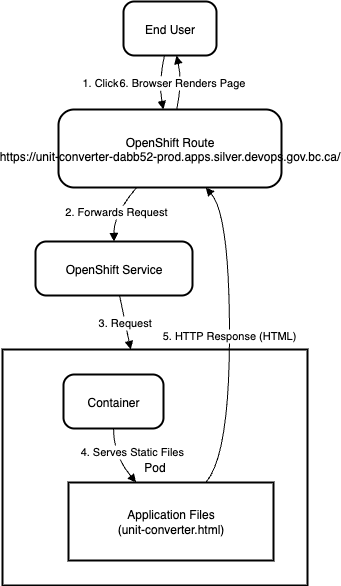 End User
1. Click
6. Browser Renders Page
OpenShift Route
https://unit-converter-dabb52-prod.apps.silver.devops.gov.bc.ca/
2. Forwards Request
OpenShift Service
3. Request
5. HTTP Response (HTML)
Container
4. Serves Static Files
Pod
Application Files
(unit-converter.html)